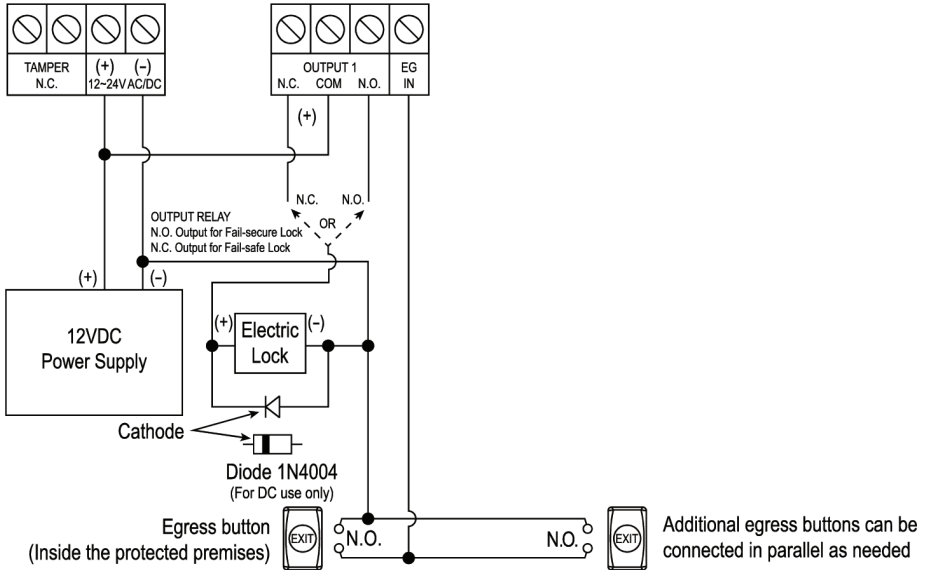 TAMPER
N.C.
(+) (–)
12~24V AC/DC
OUTPUT 1
N.C. COM N.O.
EG
IN
(+)
N.C. N.O.
OR
OUTPUT RELAY
N.O. Output for Fail-secure Lock
N.C. Output for Fail-safe Lock
(+) (–)
12VDC
Power Supply
(+) (–)
Electric
Lock
Cathode
Diode 1N4004
(For DC use only)
Egress button
(Inside the protected premises)
EXIT
N.O.
N.O.
EXIT
Additional egress buttons can be
connected in parallel as needed